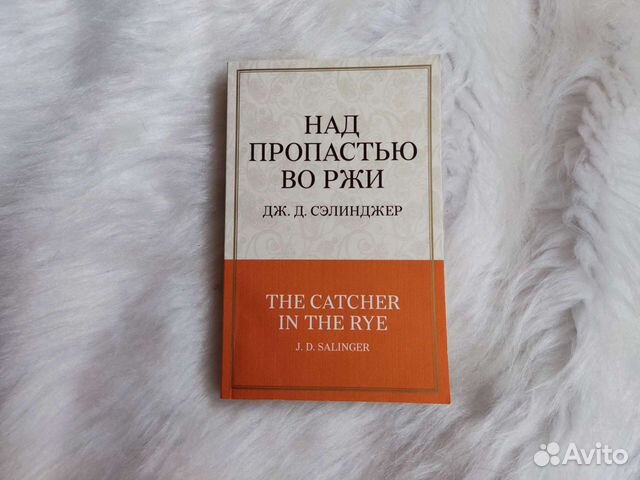 НАД
ПРОПАСТЬЮ
ВО РЖИ
ДЖ. Д. СЭЛИНДЖЕР
THE CATCHER
IN THE RYE
J. D. SALINGER
Avito